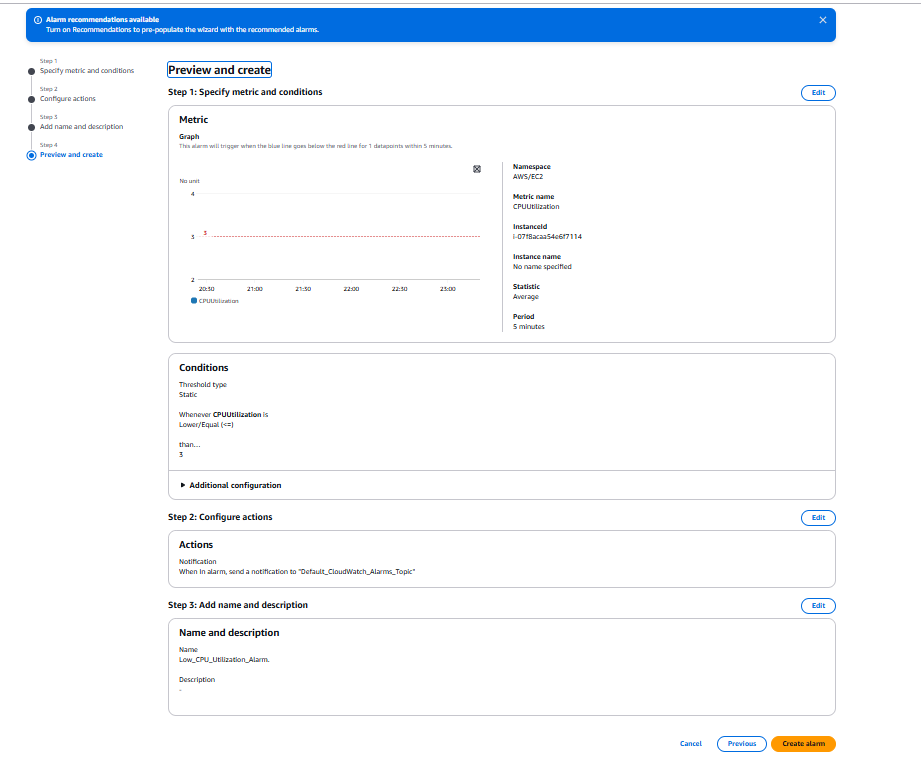 Alarm recommendations available
Turn on Recommendations to pre-populate the wizard with the recommended alarms.
Step 1
Specify metric and conditions
Step 2
Configure actions
Step 3
Add name and description
Step 4
Preview and create
Preview and create
Step 1: Specify metric and conditions
Edit
Metric
Graph
This alarm will trigger when the blue line goes below the red line for 1 datapoints within 5 minutes.
No unit
4
3
3
2
20:30 21:00 21:30 22:00 22:30 23:00
CPUUtilization
Namespace
AWS/EC2
Metric name
CPUUtilization
InstanceId
i-07f8acaa54e6f7114
Instance name
No name specified
Statistic
Average
Period
5 minutes
Conditions
Threshold type
Static
Whenever CPUUtilization is
Lower/Equal (<=)
than...
3
Additional configuration
Step 2: Configure actions
Edit
Actions
Notification
When In alarm, send a notification to "Default_CloudWatch_Alarms_Topic"
Step 3: Add name and description
Edit
Name and description
Name
Low_CPU_Utilization_Alarm.
Description
-
Cancel Previous Create alarm